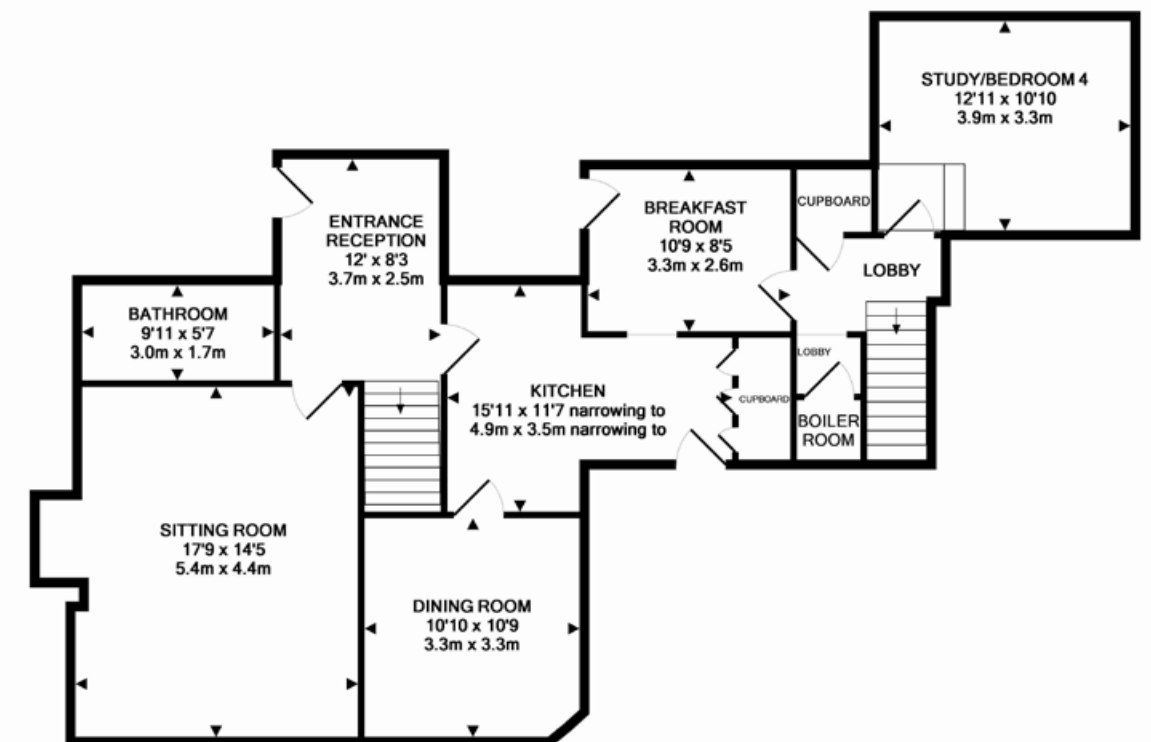 STUDY/BEDROOM 4
12'11 x 10'10
3.9m x 3.3m
CUPBOARD
BREAKFAST
ROOM
10'9 x 8'5
3.3m x 2.6m
ENTRANCE
RECEPTION
12' x 8'3
3.7m x 2.5m
LOBBY
BATHROOM
9'11 x 5'7
3.0m x 1.7m
LOBBY
KITCHEN
15'11 x 11'7 narrowing to
4.9m x 3.5m narrowing to
CUPBOARD
BOILER
ROOM
SITTING ROOM
17'9 x 14'5
5.4m x 4.4m
DINING ROOM
10'10 x 10'9
3.3m x 3.3m